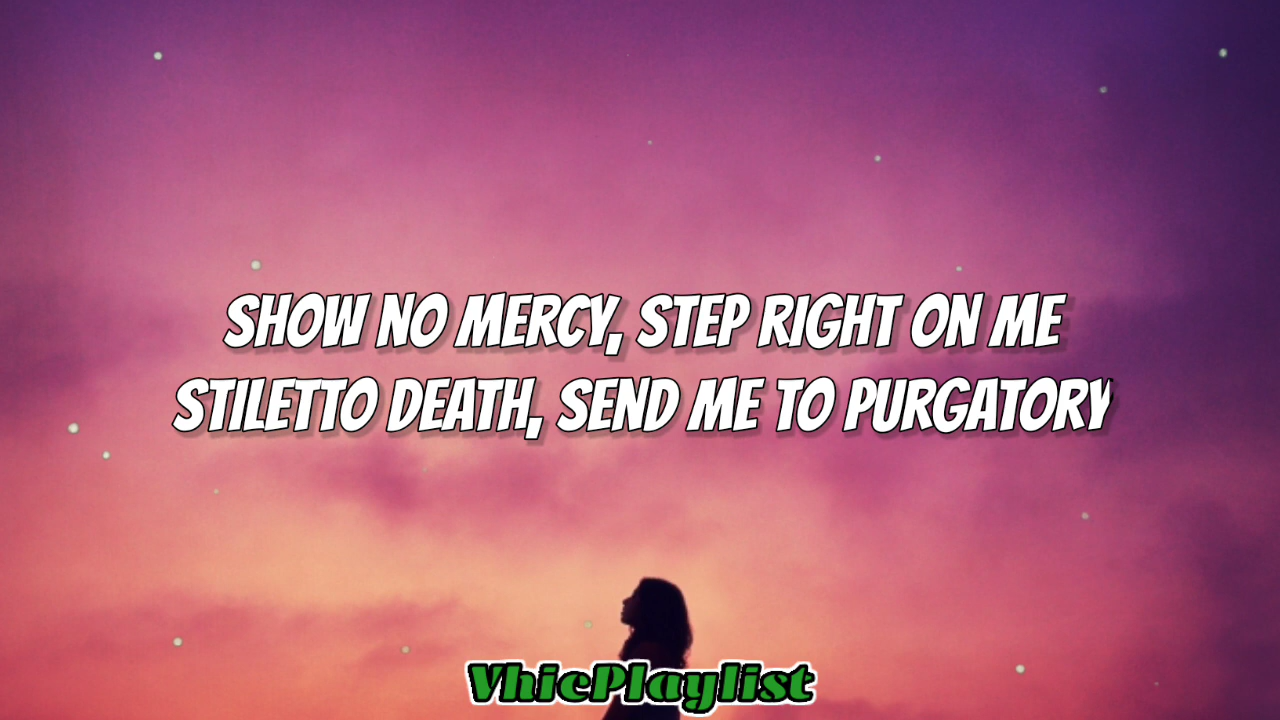 SHOW NO MERCY, STEP RIGHT ON ME
STILETTO DEATH, SEND ME TO PURGATORY
VhicPlaylist